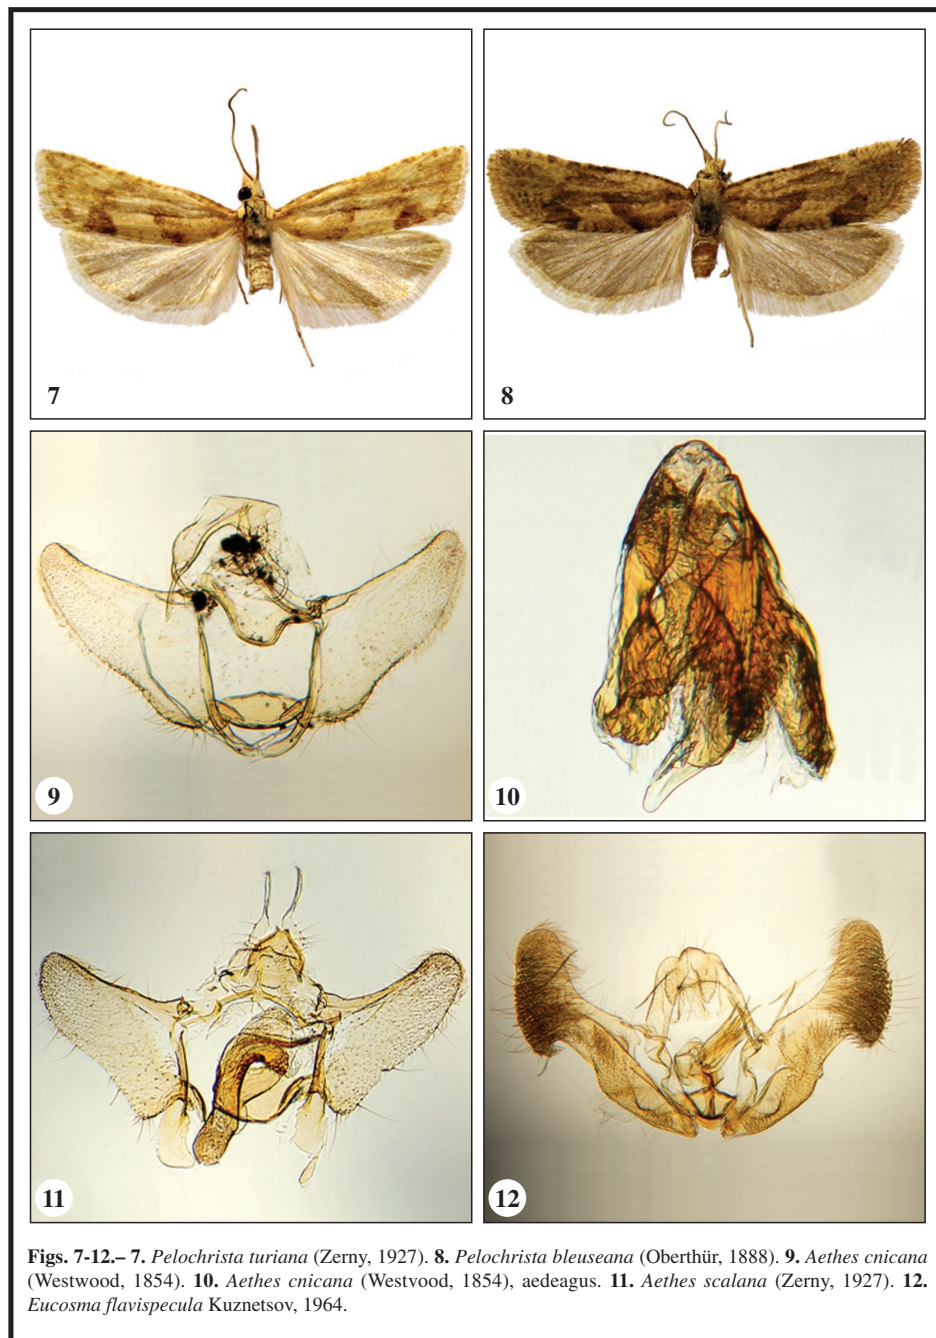 7
8
9
10
11
12
Figs. 7-12.– 7. Pelochrista turiana (Zerny, 1927). 8. Pelochrista bleuseana (Oberthür, 1888). 9. Aethes cnicana
(Westwood, 1854). 10. Aethes cnicana (Westvood, 1854), aedeagus. 11. Aethes scalana (Zerny, 1927). 12.
Eucosma flavispecula Kuznetsov, 1964.